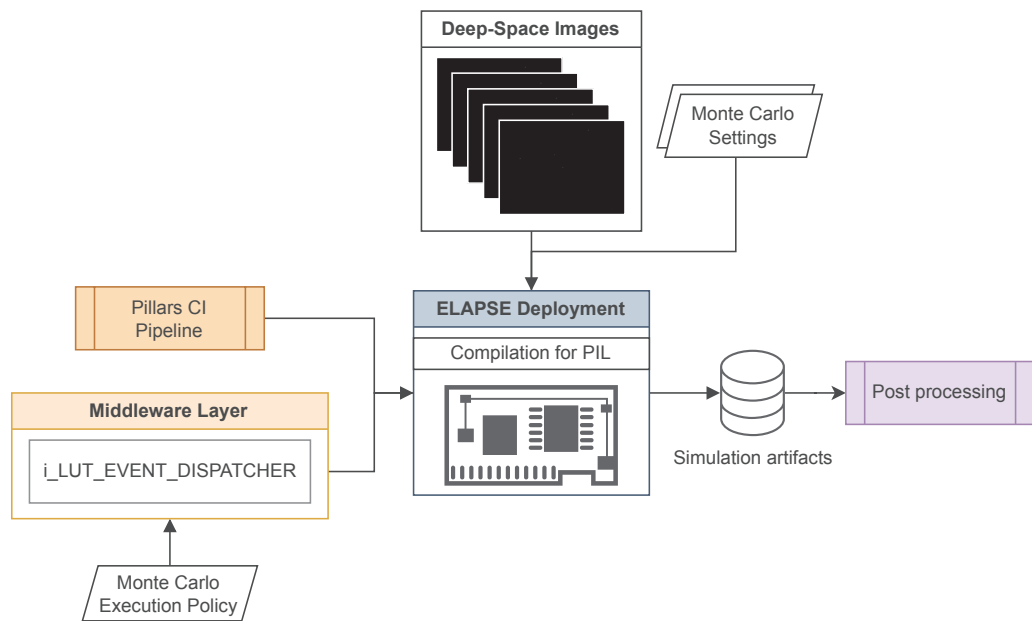 Deep-Space Images
Monte Carlo
Settings
Pillars CI
Pipeline
ELAPSE Deployment
Compilation for PIL
Middleware Layer
i_LUT_EVENT_DISPATCHER
Simulation artifacts
Post processing
Monte Carlo
Execution Policy